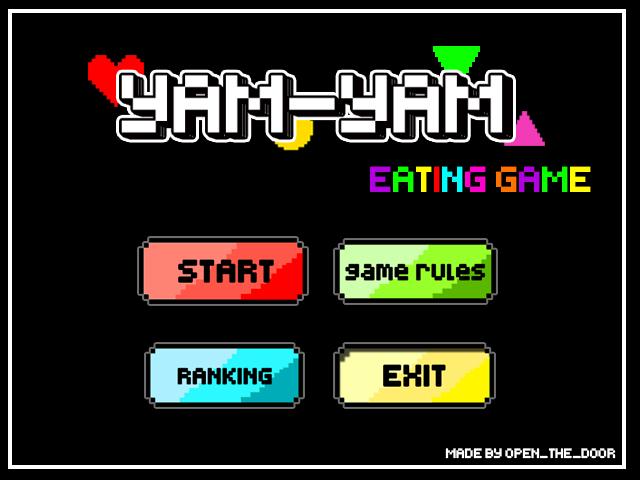 YAM-YAM
EATING GAME
START
game rules
RANKING
EXIT
MADE BY OPEN_THE_DOOR